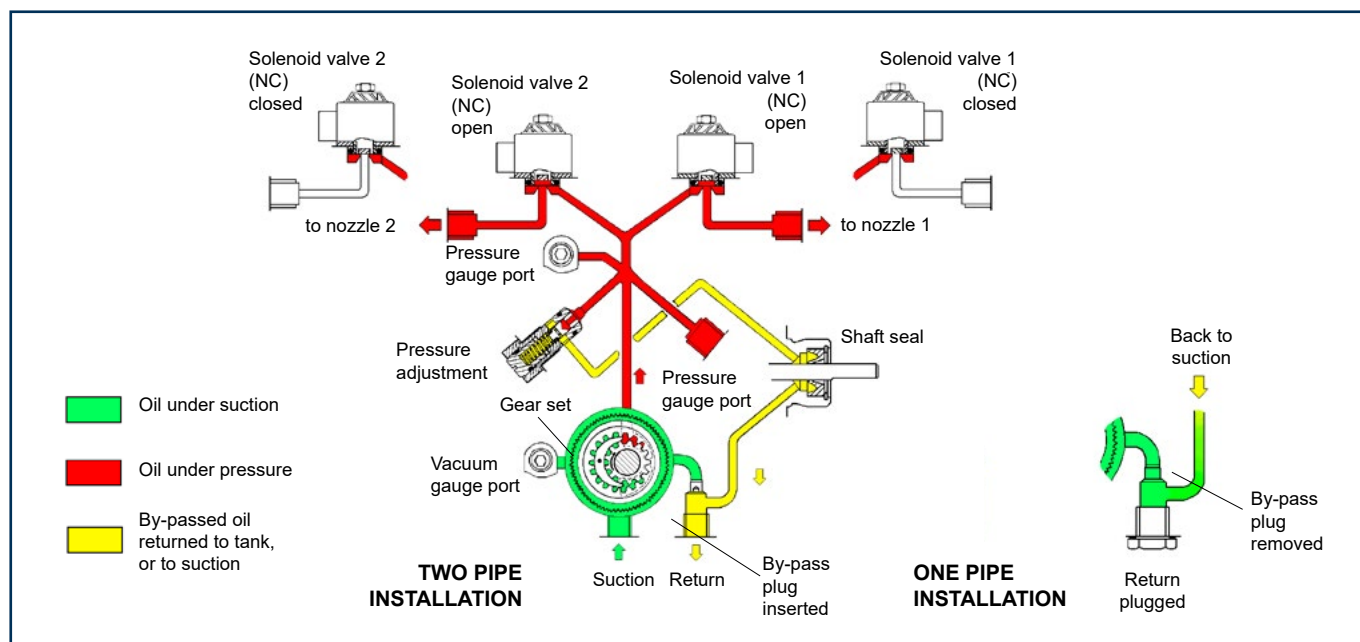 Solenoid valve 2
(NC)
closed
Solenoid valve 2
(NC)
open
Solenoid valve 1
(NC)
open
Solenoid valve 1
(NC)
closed
to nozzle 2
to nozzle 1
Pressure
gauge port
Pressure
adjustment
Pressure
gauge port
Shaft seal
Back to
suction
Oil under suction
Oil under pressure
By-passed oil
returned to tank,
or to suction
Gear set
Vacuum
gauge port
By-pass
plug
removed
TWO PIPE
INSTALLATION
Suction
Return
By-pass
plug
inserted
ONE PIPE
INSTALLATION
Return
plugged